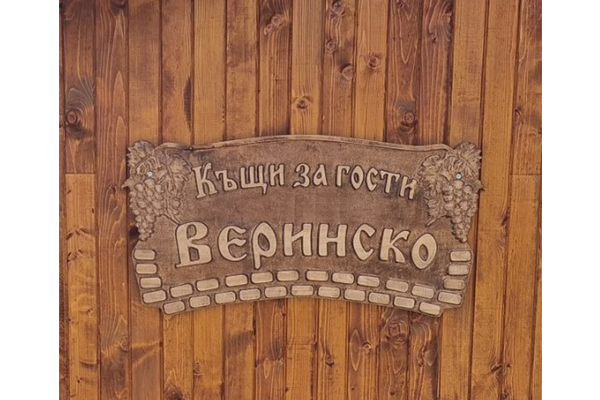 Къщи за гости
Веринско